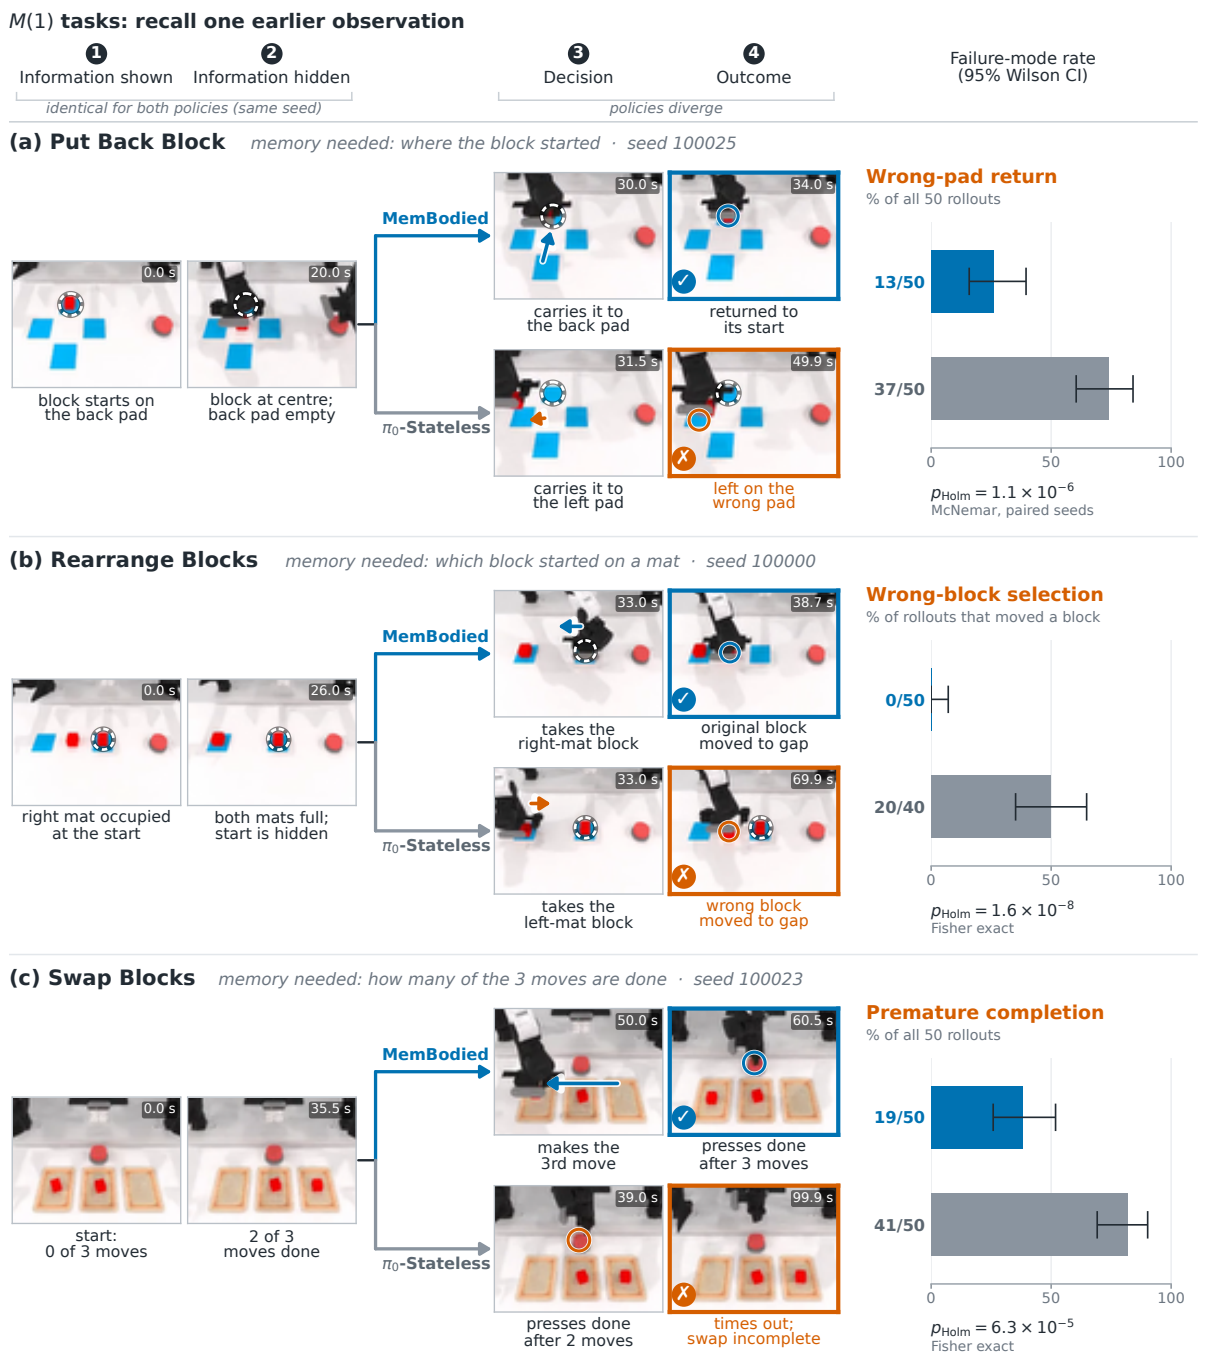 M(1) tasks: recall one earlier observation
1 2 3 4
Information shown Information hidden Decision Outcome
Failure-mode rate
(95% Wilson CI)
identical for both policies (same seed) policies diverge
(a) Put Back Block memory needed: where the block started · seed 100025
0.0 s
block starts on
the back pad
20.0 s
block at centre;
back pad empty
MemBodied
30.0 s
carries it to
the back pad
34.0 s
✓
returned to
its start
π₀-Stateless
31.5 s
carries it to
the left pad
49.9 s
✗
left on the
wrong pad
Wrong-pad return
% of all 50 rollouts
13/50
37/50
0 50 100
pHolm = 1.1 × 10⁻⁶
McNemar, paired seeds
(b) Rearrange Blocks memory needed: which block started on a mat · seed 100000
0.0 s
right mat occupied
at the start
26.0 s
both mats full;
start is hidden
MemBodied
33.0 s
takes the
right-mat block
38.7 s
✓
original block
moved to gap
π₀-Stateless
33.0 s
takes the
left-mat block
69.9 s
✗
wrong block
moved to gap
Wrong-block selection
% of rollouts that moved a block
0/50
20/40
0 50 100
pHolm = 1.6 × 10⁻⁸
Fisher exact
(c) Swap Blocks memory needed: how many of the 3 moves are done · seed 100023
0.0 s
start:
0 of 3 moves
35.5 s
2 of 3
moves done
MemBodied
50.0 s
makes the
3rd move
60.5 s
✓
presses done
after 3 moves
π₀-Stateless
39.0 s
presses done
after 2 moves
99.9 s
✗
times out;
swap incomplete
Premature completion
% of all 50 rollouts
19/50
41/50
0 50 100
pHolm = 6.3 × 10⁻⁵
Fisher exact